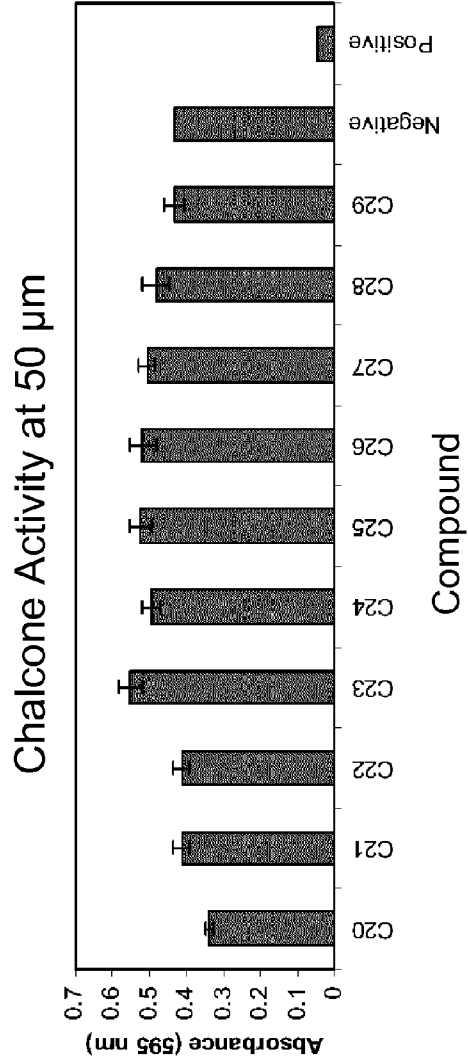 Chalcone Activity at 50 µm
Absorbance (595 nm)
0.7
0.6
0.5
0.4
0.3
0.2
0.1
0
C20
C21
C22
C23
C24
C25
C26
C27
C28
C29
Negative
Positive
Compound